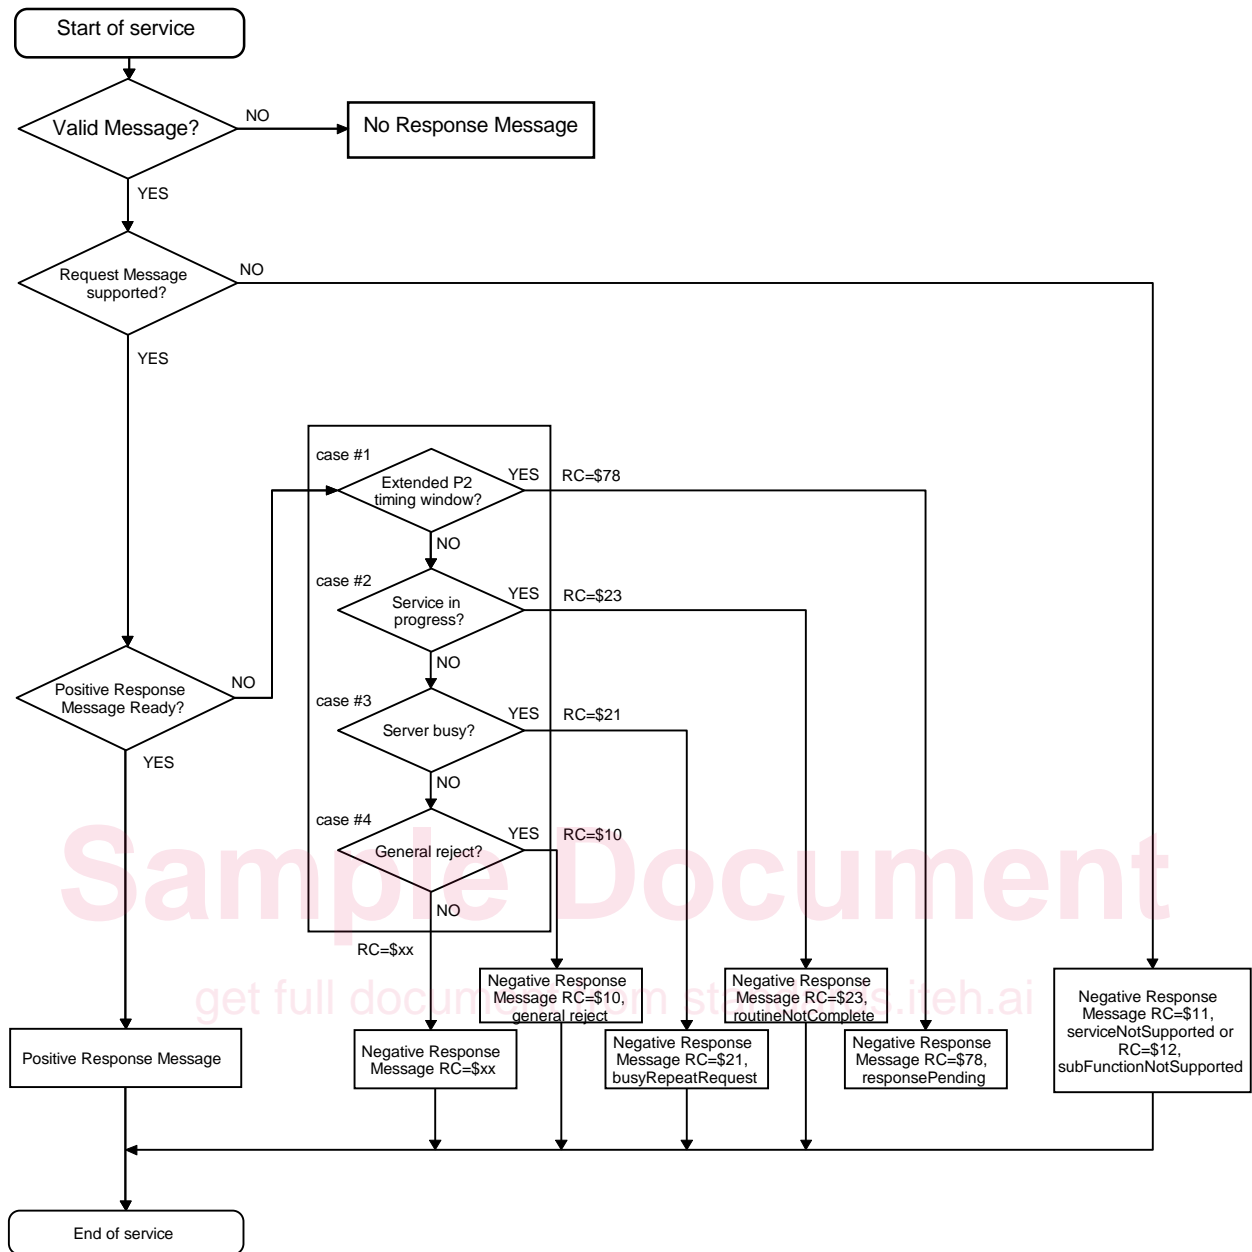 Start of service
Valid Message?
NO
No Response Message
YES
Request Message
supported?
NO
YES
case #1
Extended P2
timing window?
YES
RC=$78
NO
case #2
Service in
progress?
YES
RC=$23
NO
Positive Response
Message Ready?
NO
YES
case #3
Server busy?
YES
RC=$21
NO
case #4
General reject?
YES
RC=$10
NO
RC=$xx
Sample Document
get full document from standards.iteh.ai
Negative Response
Message RC=$10,
general reject
Negative Response
Message RC=$23,
routineNotComplete
Negative Response
Message RC=$11,
serviceNotSupported or
RC=$12,
subFunctionNotSupported
Positive Response Message
Negative Response
Message RC=$xx
Negative Response
Message RC=$21,
busyRepeatRequest
Negative Response
Message RC=$78,
responsePending
End of service